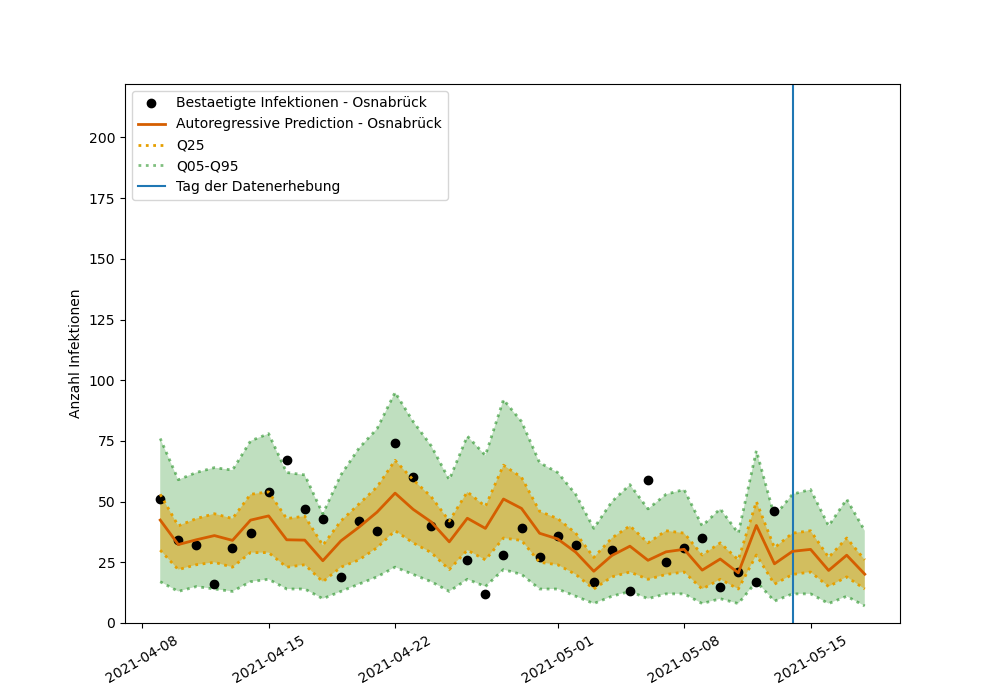 Bestaetigte Infektionen - Osnabrück
Autoregressive Prediction - Osnabrück
Q25
Q05-Q95
Tag der Datenerhebung
200
175
150
125
100
75
50
25
0
Anzahl Infektionen
2021-04-08
2021-04-15
2021-04-22
2021-05-01
2021-05-08
2021-05-15